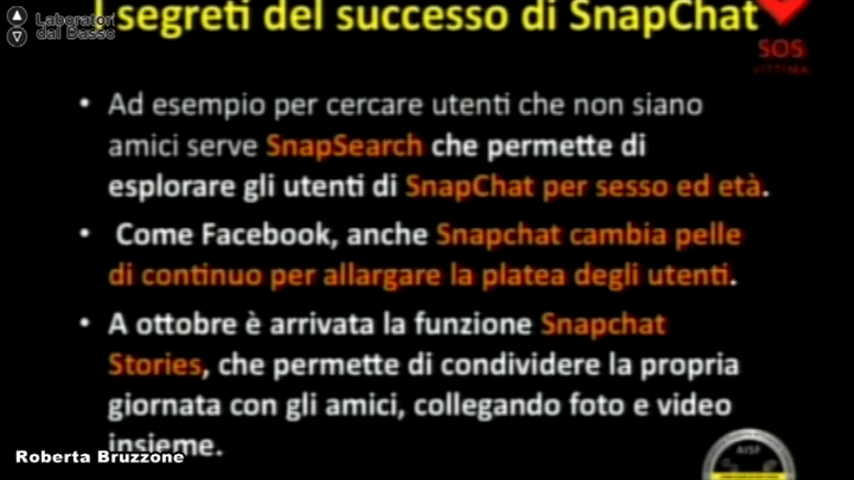 Laboratori
dal Basso
I segreti del successo di SnapChat
SOS
VITTIMA
• Ad esempio per cercare utenti che non siano
amici serve SnapSearch che permette di
esplorare gli utenti di SnapChat per sesso ed età.
• Come Facebook, anche Snapchat cambia pelle
di continuo per allargare la platea degli utenti.
• A ottobre è arrivata la funzione Snapchat
Stories, che permette di condividere la propria
giornata con gli amici, collegando foto e video
insieme.
Roberta Bruzzone
AISF